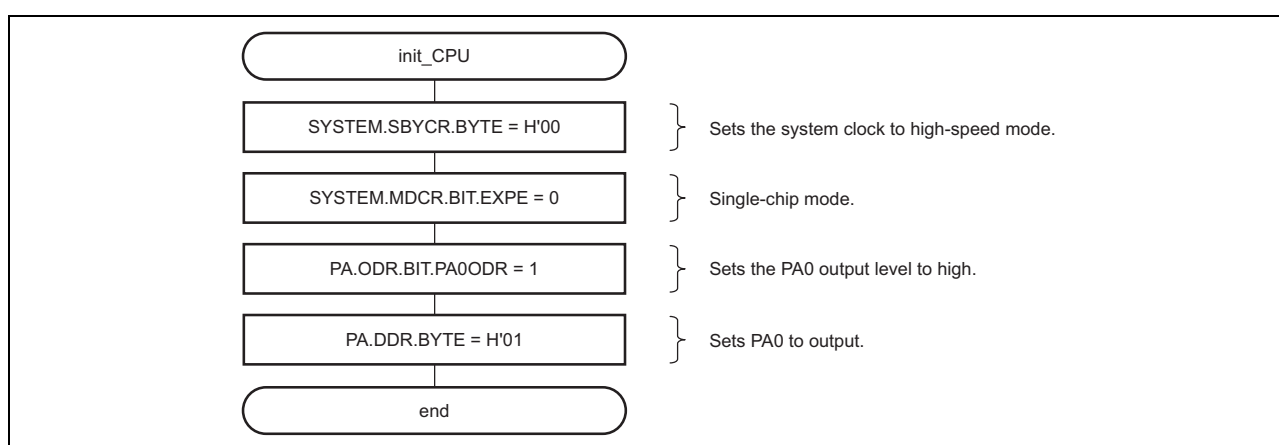 init_CPU
SYSTEM.SBYCR.BYTE = H'00
Sets the system clock to high-speed mode.
SYSTEM.MDCR.BIT.EXPE = 0
Single-chip mode.
PA.ODR.BIT.PA0ODR = 1
Sets the PA0 output level to high.
PA.DDR.BYTE = H'01
Sets PA0 to output.
end